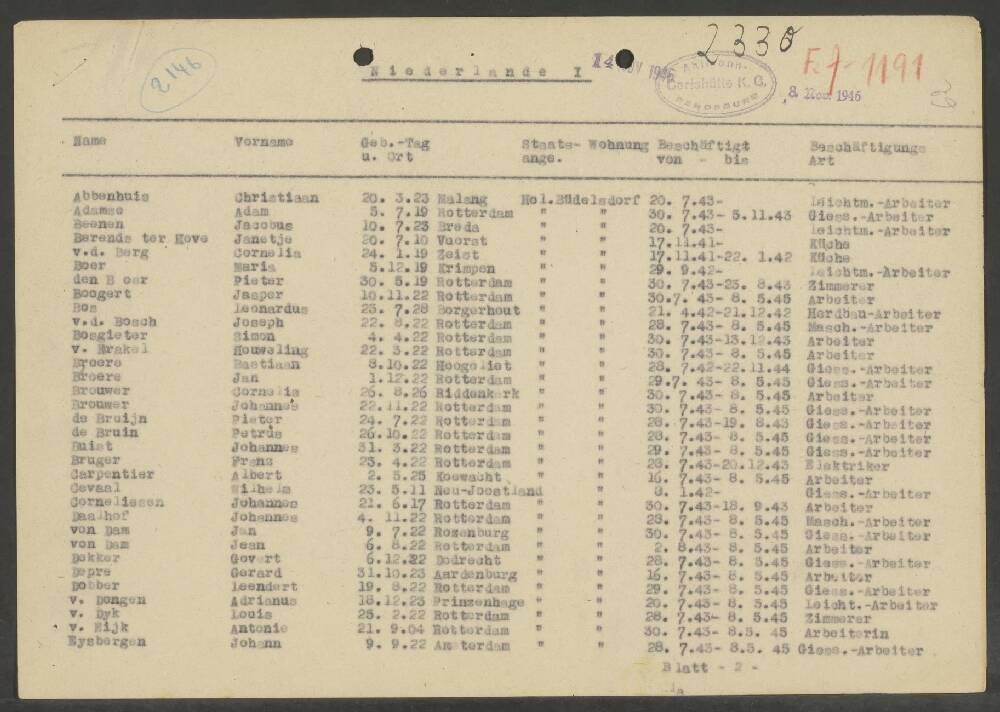 2146
2330
F.7-1191
Niederlande I
14 NOV 1946
Ahlmann-
Carlshütte K.G.
RENDSBURG
8. Nov. 1946
Name Vorname Geb.-Tag Staats- Wohnung Beschäftigt Beschäftigungs
u. Ort ange. von - bis Art
Abbenhuis Christiaan 20. 3.23 Malang Hol. Büdelsdorf 20. 7.43- Leichtm.-Arbeiter
Adamse Adam 5. 7.19 Rotterdam " " 30. 7.43- 5.11.43 Giess.-Arbeiter
Beenen Jacobus 10. 7.23 Breda " " 20. 7.43- Leichtm.-Arbeiter
Berends ter Hove Janetje 20. 7.10 Voorst " " 17.11.41- Küche
v.d. Berg Cornelia 24. 1.19 Zeist " " 17.11.41-22. 1.42 Küche
Boer Maria 5.12.19 Krimpen " " 29. 9.42- Leichtm.-Arbeiter
den Boer Pieter 30. 5.19 Rotterdam " " 30. 7.43-23. 8.43 Zimmerer
Boogert Jasper 10.11.22 Rotterdam " " 30.7. 43- 8. 5.45 Arbeiter
Bos Leonardus 23. 7.28 Borgerhout " " 21. 4.42-21.12.42 Herdbau-Arbeiter
v.d. Bosch Joseph 22. 8.22 Rotterdam " " 28. 7.43- 8. 5.45 Masch.-Arbeiter
Bosgieter Simon 4. 4.22 Rotterdam " " 30. 7.43-13.12.43 Arbeiter
v. Brakel Houweling 22. 3.22 Rotterdam " " 30. 7.43- 8. 5.45 Arbeiter
Broere Bastiaan 8.10.22 Hoogvliet " " 28. 7.42-22.11.44 Giess.-Arbeiter
Broere Jan 1.12.22 Rotterdam " " 29.7. 43- 8. 5.45 Giess.-Arbeiter
Brouwer Cornelis 26. 8.26 Riddenkerk " " 30. 7.43- 8. 5.45 Arbeiter
Brouwer Johannes 22.11.22 Rotterdam " " 30. 7.43- 8. 5.45 Giess.-Arbeiter
de Bruijn Pieter 24. 7.22 Rotterdam " " 28. 7.43-19. 8.43 Giess.-Arbeiter
de Bruin Petrus 26.10.22 Rotterdam " " 28. 7.43- 8. 5.45 Giess.-Arbeiter
Buist Johannes 31. 3.22 Rotterdam " " 29. 7.43- 8. 5.45 Giess.-Arbeiter
Bruger Franz 23. 4.22 Rotterdam " " 28. 7.43-20.12.43 Elektriker
Carpentier Albert 2. 5.25 Koewacht " " 16. 7.43- 8. 5.45 Arbeiter
Cevaal Wilhelm 23. 5.11 Neu-Joostland " 8. 1.42- Giess.-Arbeiter
Cornelissen Johannes 21. 6.17 Rotterdam " " 30. 7.43-18. 9.43 Arbeiter
Daalhof Johannes 4. 11.22 Rotterdam " " 28. 7.43- 8. 5.45 Masch.-Arbeiter
von Dam Jan 9. 7.22 Rozenburg " " 30. 7.43- 8. 5.45 Giess.-Arbeiter
von Dam Jean 6. 8.22 Rotterdam " " 2. 8.43- 8. 5.45 Arbeiter
Dekker Govert 6.12.22 Dodrecht " " 28. 7.43- 8. 5.45 Giess.-Arbeiter
Depre Gerard 31.10.23 Aardenburg " " 16. 7.43- 8. 5.45 Arbeiter
Dobber Leendert 19. 8.22 Rotterdam " " 29. 7.43- 8. 5.45 Giess.-Arbeiter
v. Dongen Adrianus 18.12.23 Prinzenhage " " 20. 7.43- 8. 5.45 Leicht.-Arbeiter
v. Dyk Louis 25. 2.22 Rotterdam " " 28. 7.43- 8. 5.45 Zimmerer
v. Eijk Antonie 21. 9.04 Rotterdam " " 30. 7.43- 8.5. 45 Arbeiterin
Eysbergen Johann 9. 9.22 Amsterdam " " 28. 7.43- 8.5. 45 Giess.-Arbeiter
Blatt - 2 -